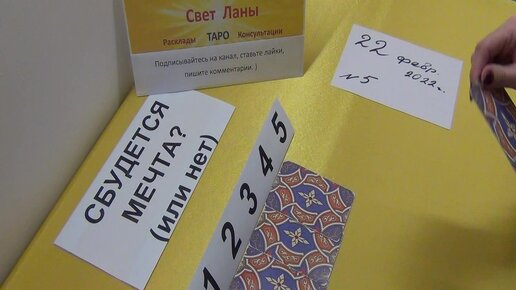 Свет Ланы
Расклады ТАРО Консультации
Подписывайтесь на канал, ставьте лайки,
пишите комментарии. )
22 февр.
2022г.
№5
СБУДЕТСЯ
МЕЧТА?
(или нет)
1 2 3 4 5